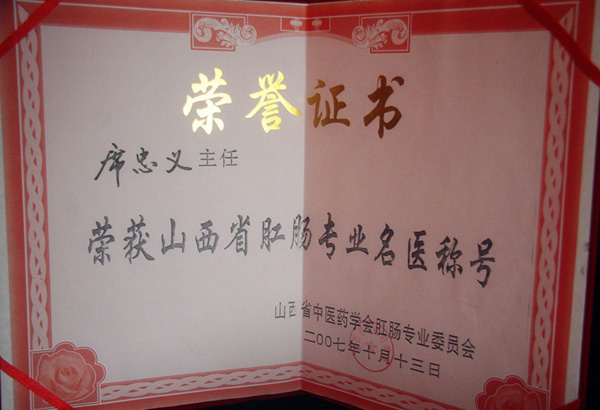 荣誉证书
席忠义主任
荣获山西省肛肠专业名医称号
山西省中医药学会肛肠专业委员会
二〇〇七年十月十三日